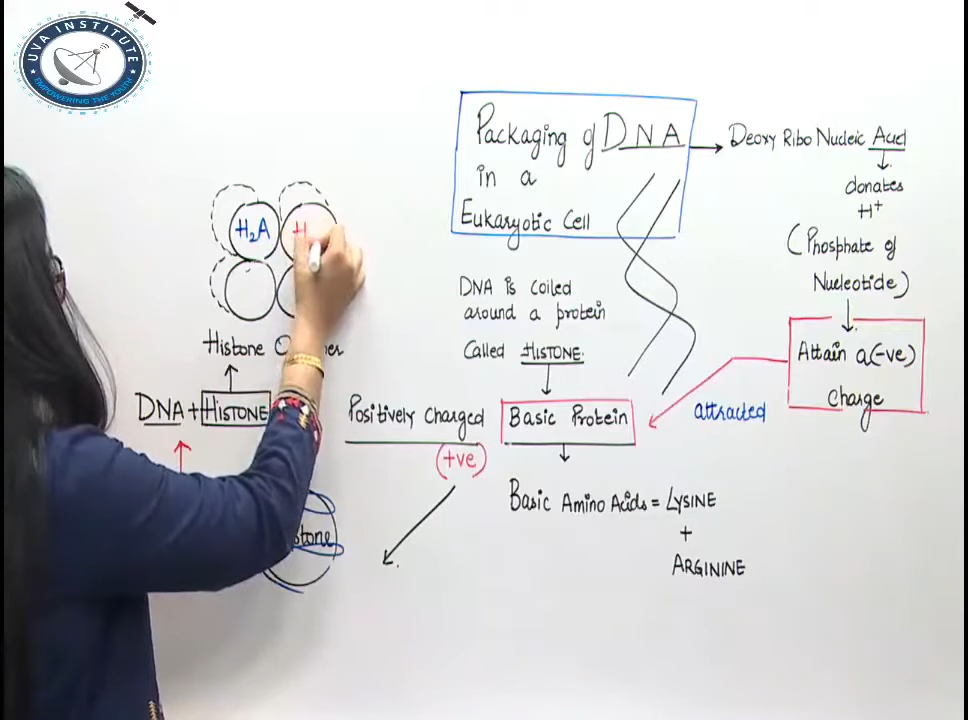 UVA INSTITUTE
EMPOWERING THE YOUTH
Packaging of DNA
in a
Eukaryotic Cell
Deoxy Ribo Nucleic Acid
donates
H+
(Phosphate of
Nucleotide)
Attain a (-ve)
Charge
attracted
DNA is coiled
around a protein
Called HISTONE.
Basic Protein
Basic Amino Acids = LYSINE
+
ARGININE
Positively Charged
(+ve)
H2A
H
Histone
DNA + HISTONE